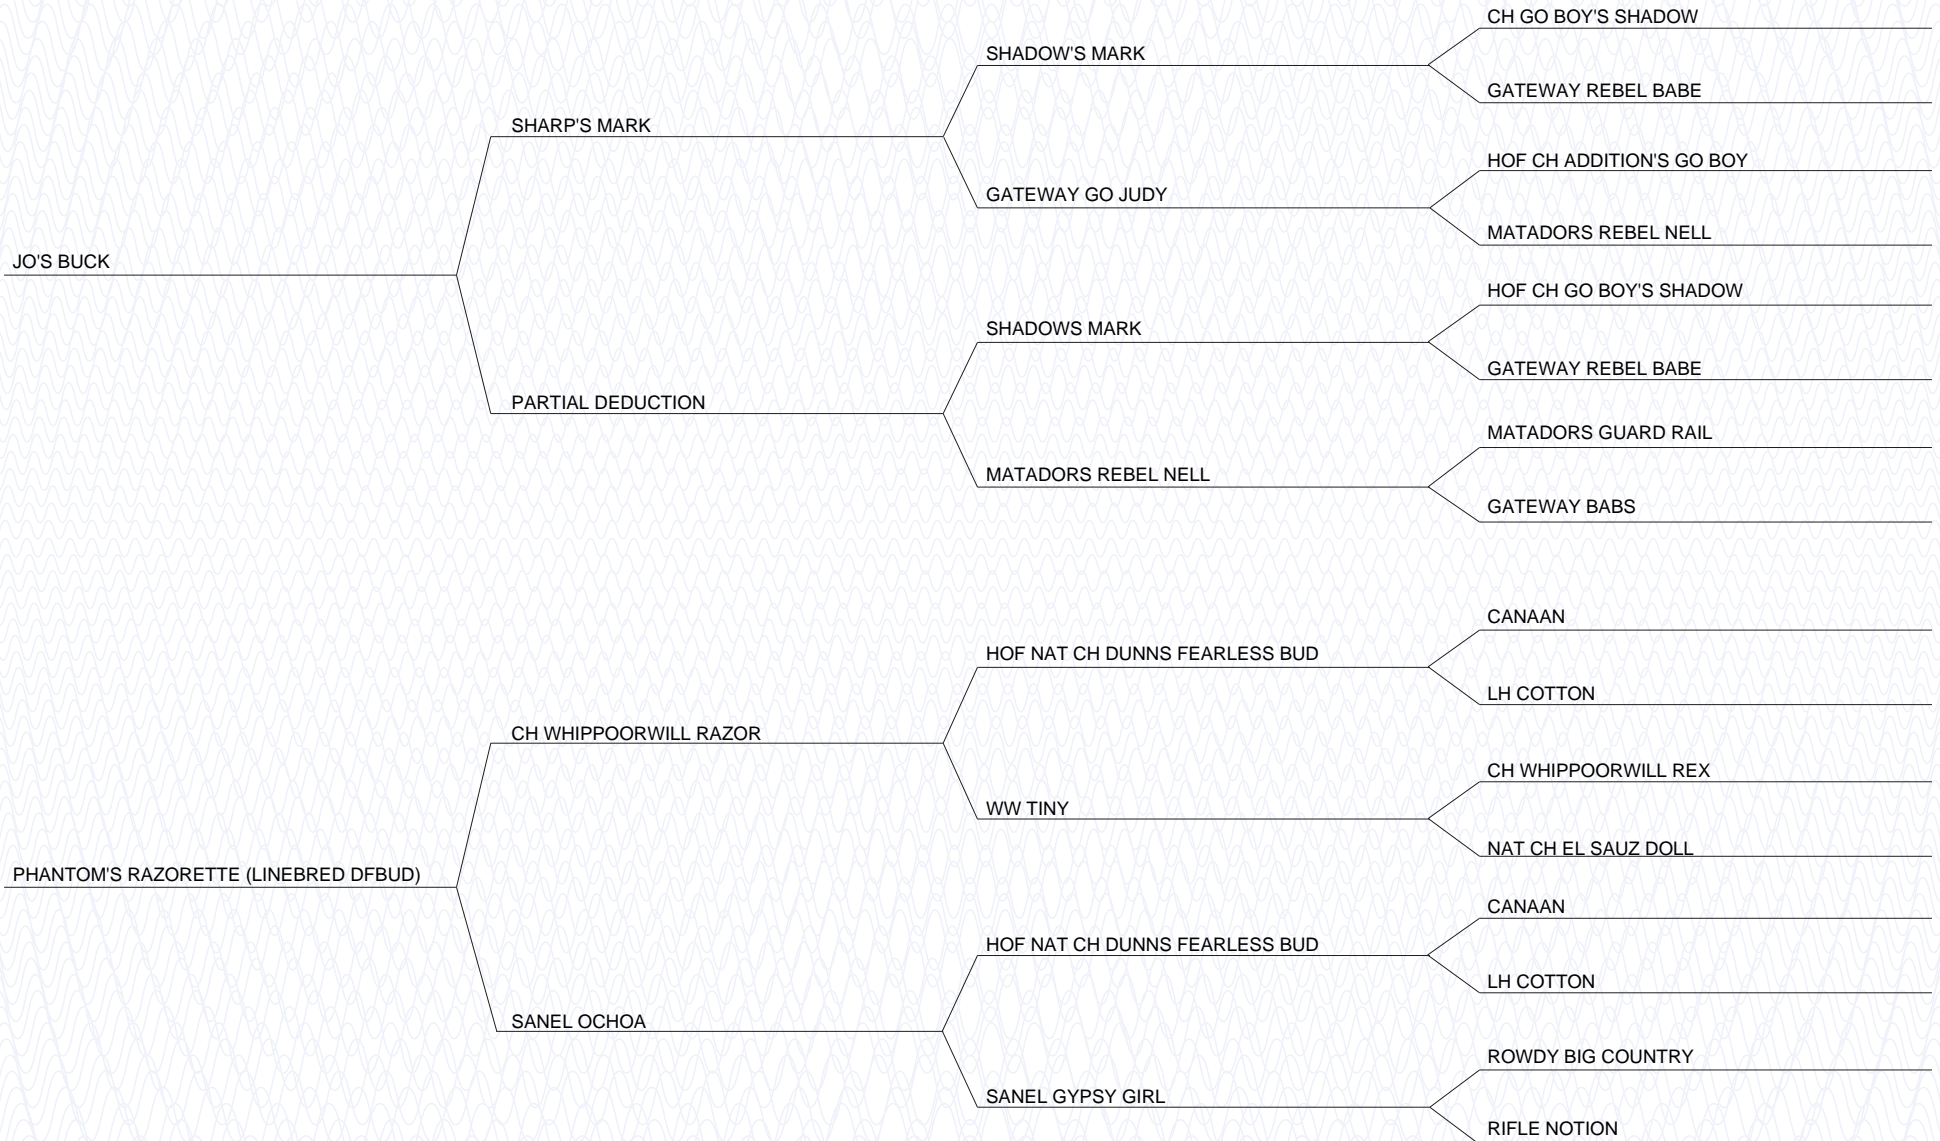 CH GO BOY'S SHADOW
SHADOW'S MARK
GATEWAY REBEL BABE
SHARP'S MARK
HOF CH ADDITION'S GO BOY
GATEWAY GO JUDY
MATADORS REBEL NELL
JO'S BUCK
HOF CH GO BOY'S SHADOW
SHADOWS MARK
GATEWAY REBEL BABE
PARTIAL DEDUCTION
MATADORS GUARD RAIL
MATADORS REBEL NELL
GATEWAY BABS
CANAAN
HOF NAT CH DUNNS FEARLESS BUD
LH COTTON
CH WHIPPOORWILL RAZOR
CH WHIPPOORWILL REX
WW TINY
NAT CH EL SAUZ DOLL
PHANTOM'S RAZORETTE (LINEBRED DFBUD)
CANAAN
HOF NAT CH DUNNS FEARLESS BUD
LH COTTON
SANEL OCHOA
ROWDY BIG COUNTRY
SANEL GYPSY GIRL
RIFLE NOTION